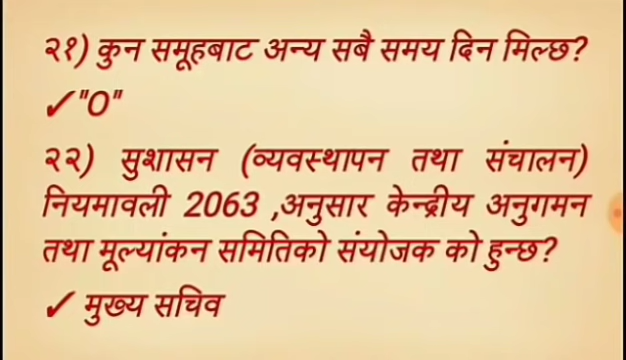 २१) कुन समूहबाट अन्य सबै समय दिन मिल्छ?
✓"O"
२२) सुशासन (व्यवस्थापन तथा संचालन)
नियमावली 2063 ,अनुसार केन्द्रीय अनुगमन
तथा मूल्यांकन समितिको संयोजक को हुन्छ?
✓ मुख्य सचिव